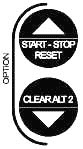 START - STOP
RESET
OPTION
CLEAR/ALT 2